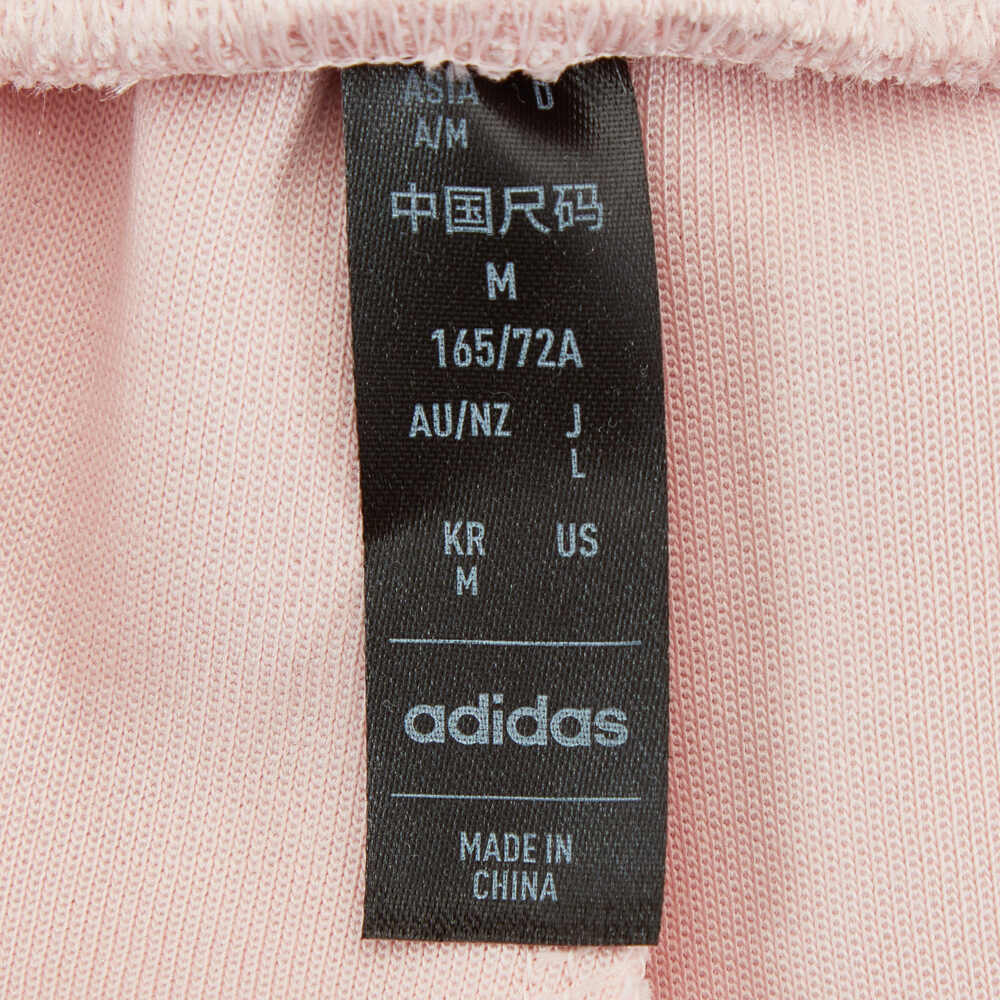 ASIA D
A/M
中国尺码
M
165/72A
AU/NZ J
L
KR US
M
adidas
MADE IN
CHINA